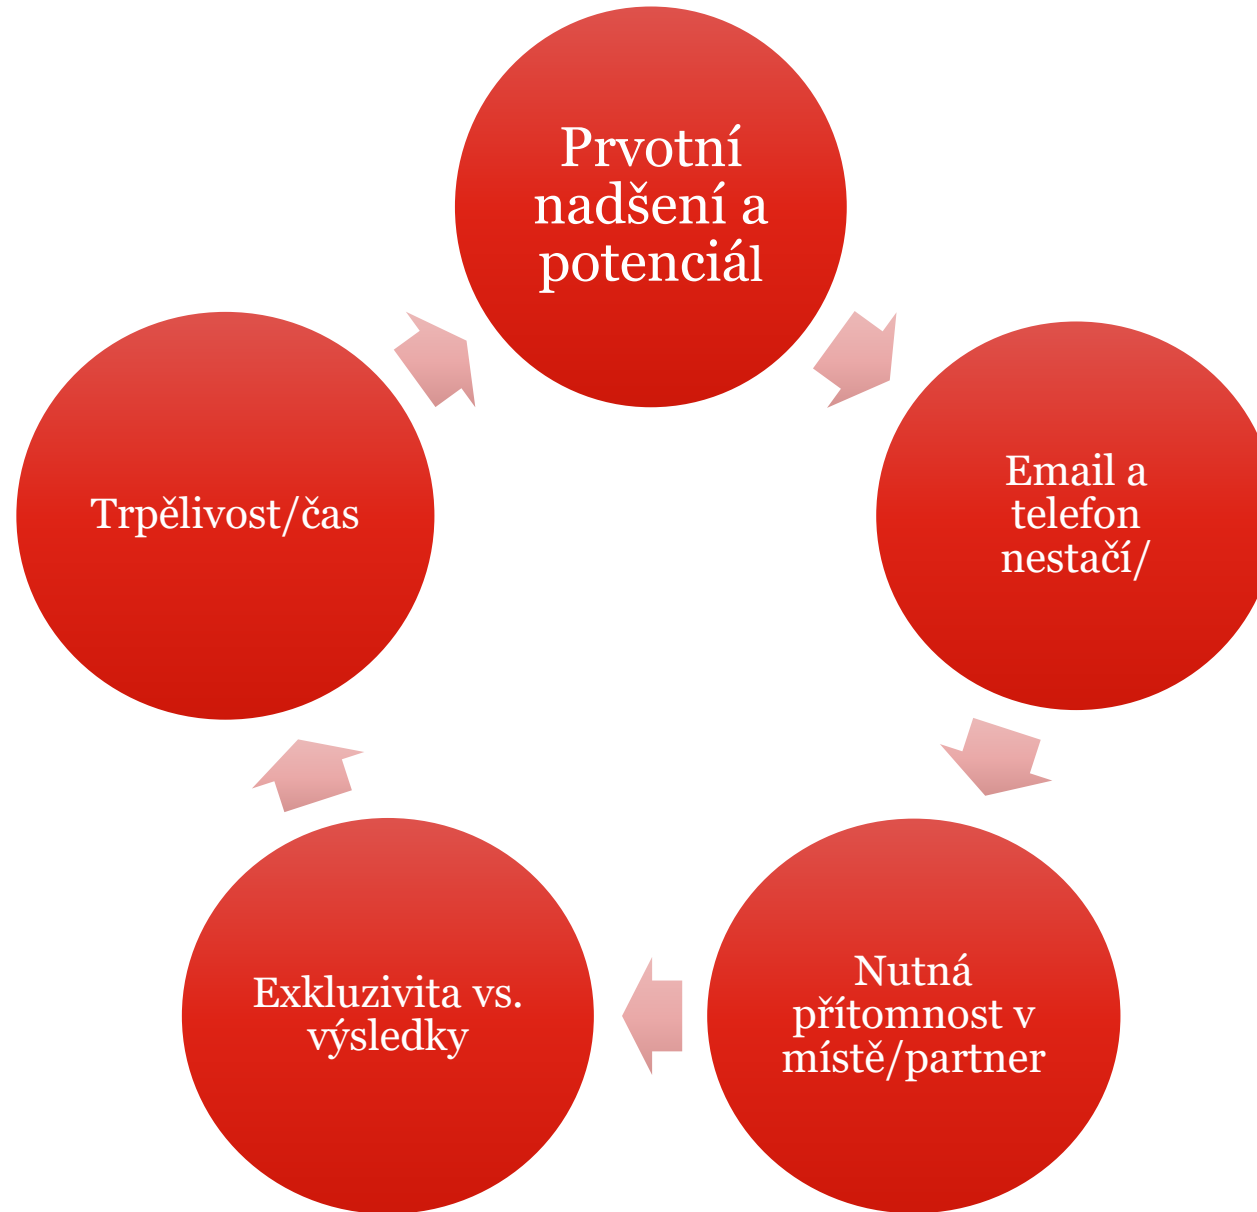 Prvotní
nadšení a
potenciál
Email a
telefon
nestačí/
Nutná
přítomnost v
místě/partner
Exkluzivita vs.
výsledky
Trpělivost/čas